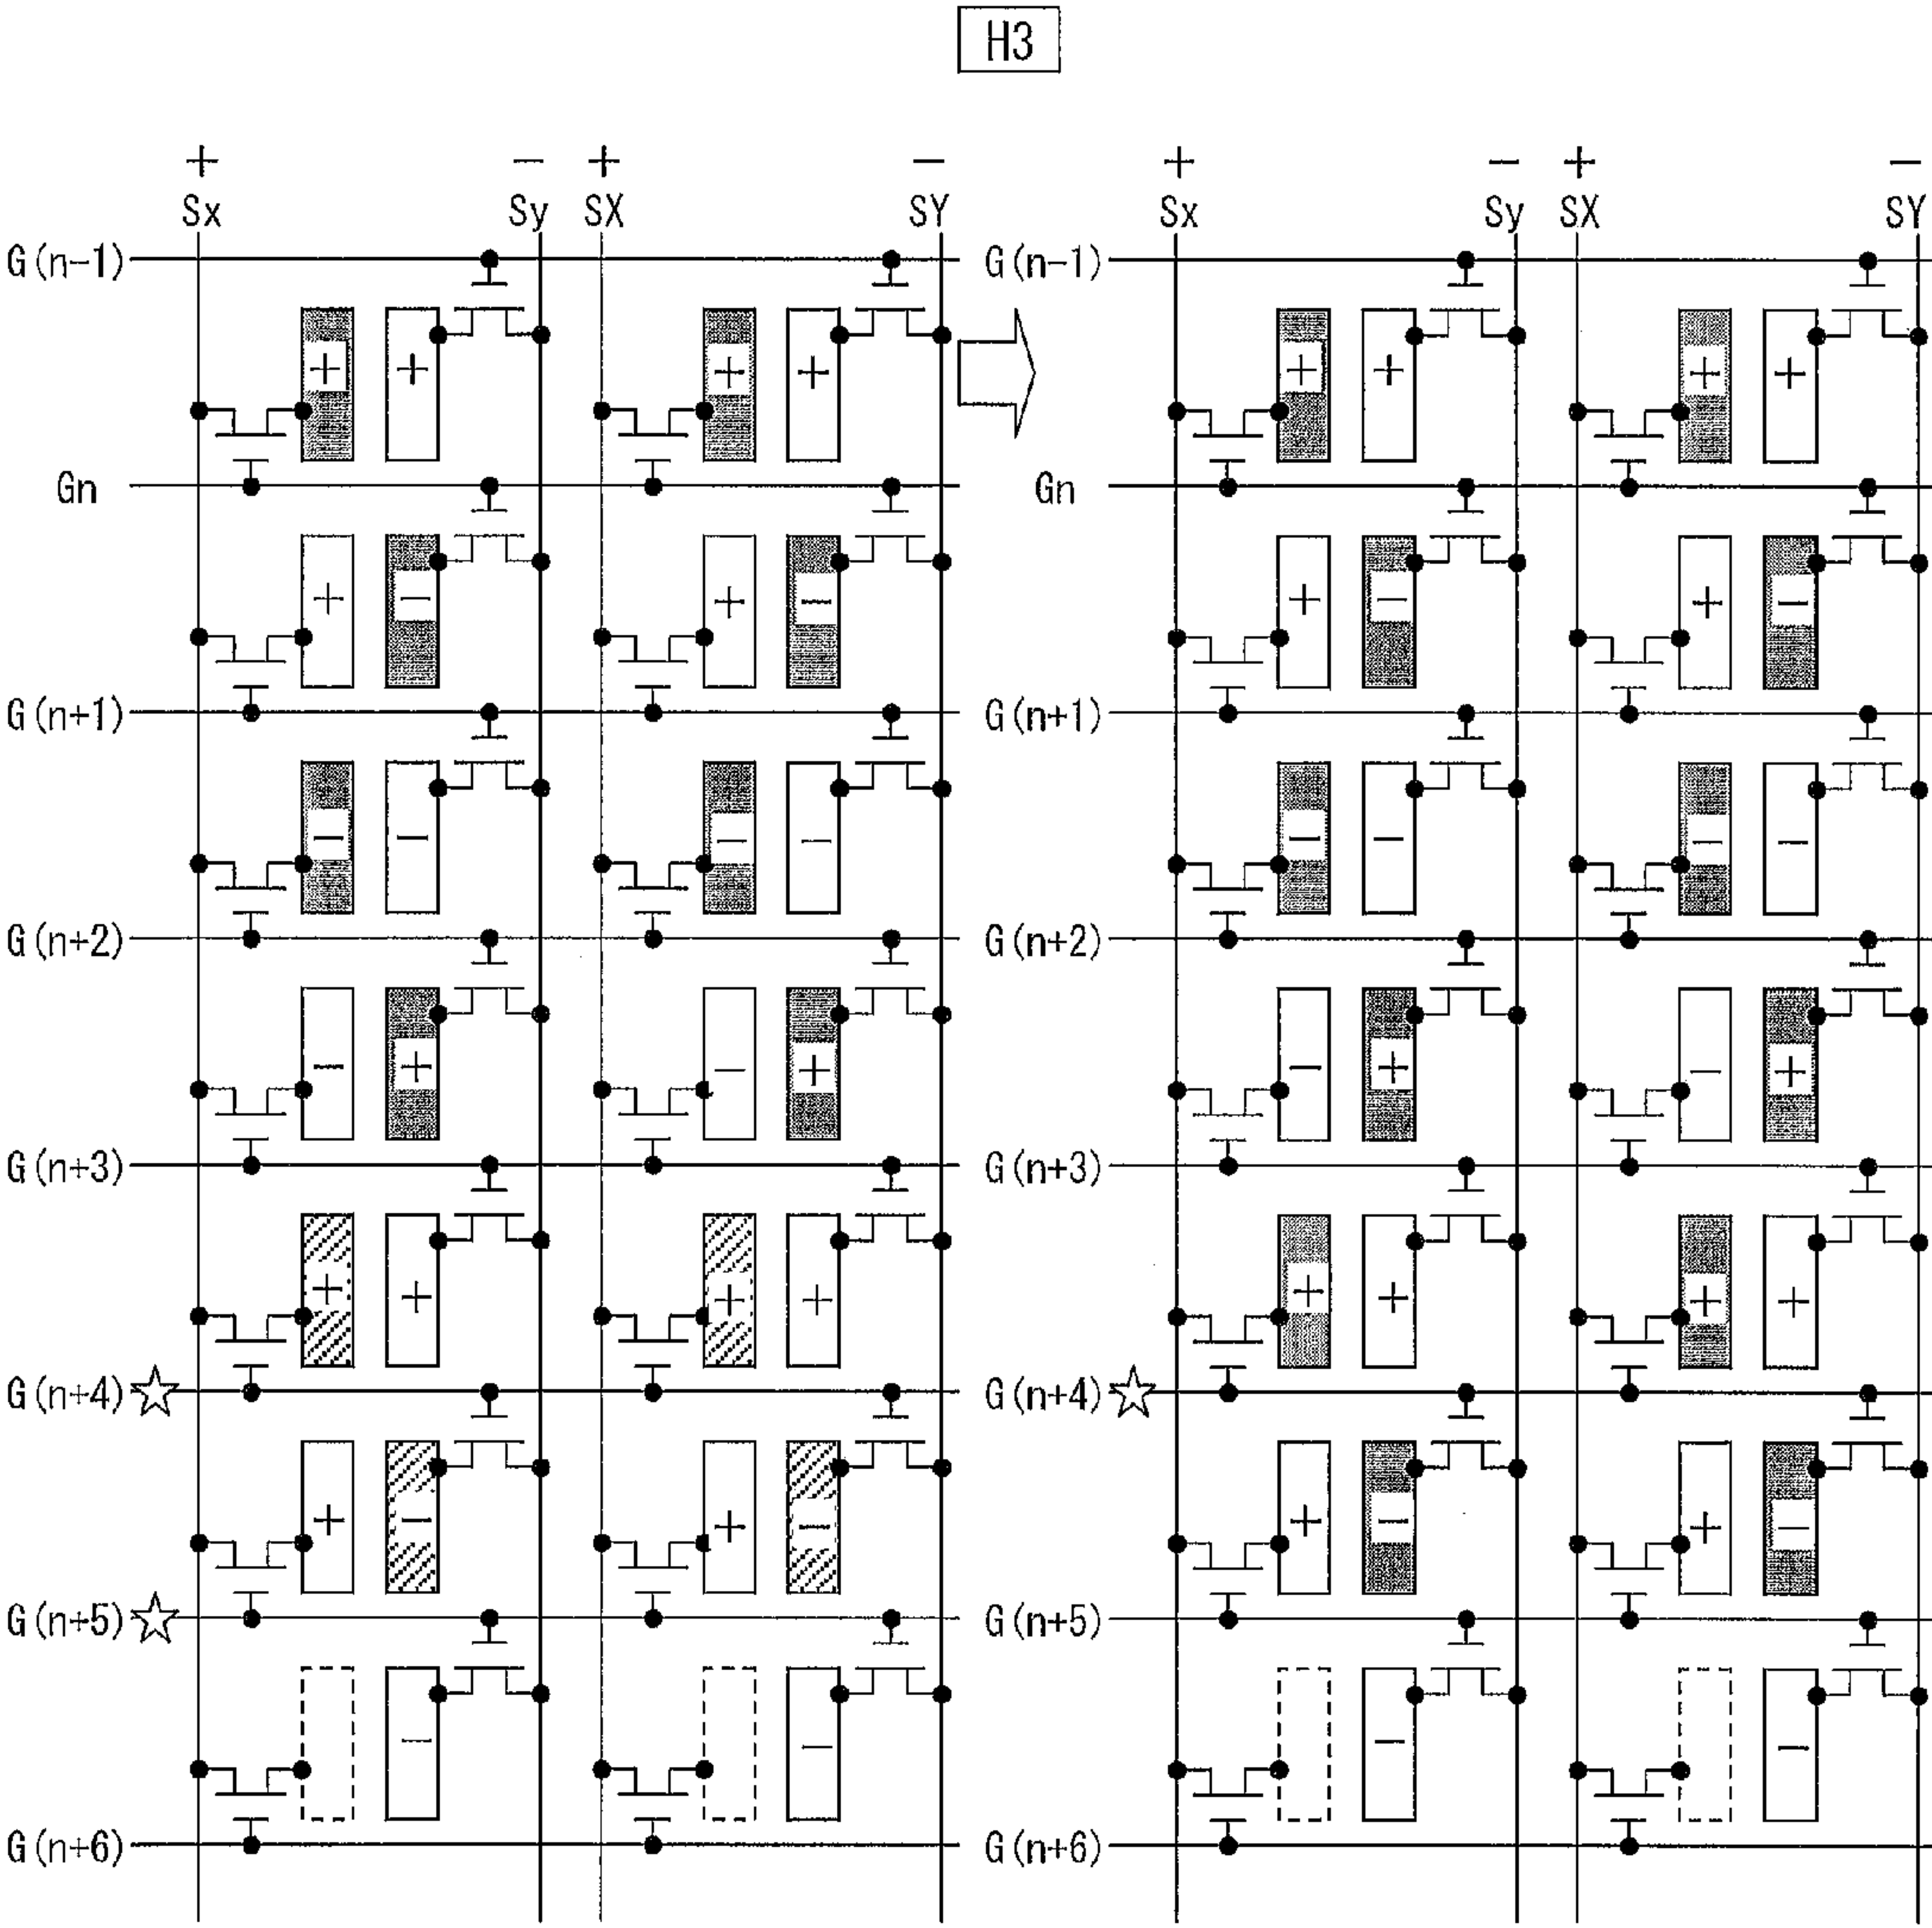 H3
+ − + − + − + −
Sx Sy SX SY Sx Sy SX SY
G(n-1) G(n-1)
+ + + + + + + +
Gn Gn
+ − + − + − + −
G(n+1) G(n+1)
− − − − − − − −
G(n+2) G(n+2)
− + − + − + − +
G(n+3) G(n+3)
+ + + + + + + +
G(n+4) ☆ G(n+4) ☆
+ − + − + − + −
G(n+5) ☆ G(n+5)
− − − −
G(n+6) G(n+6)